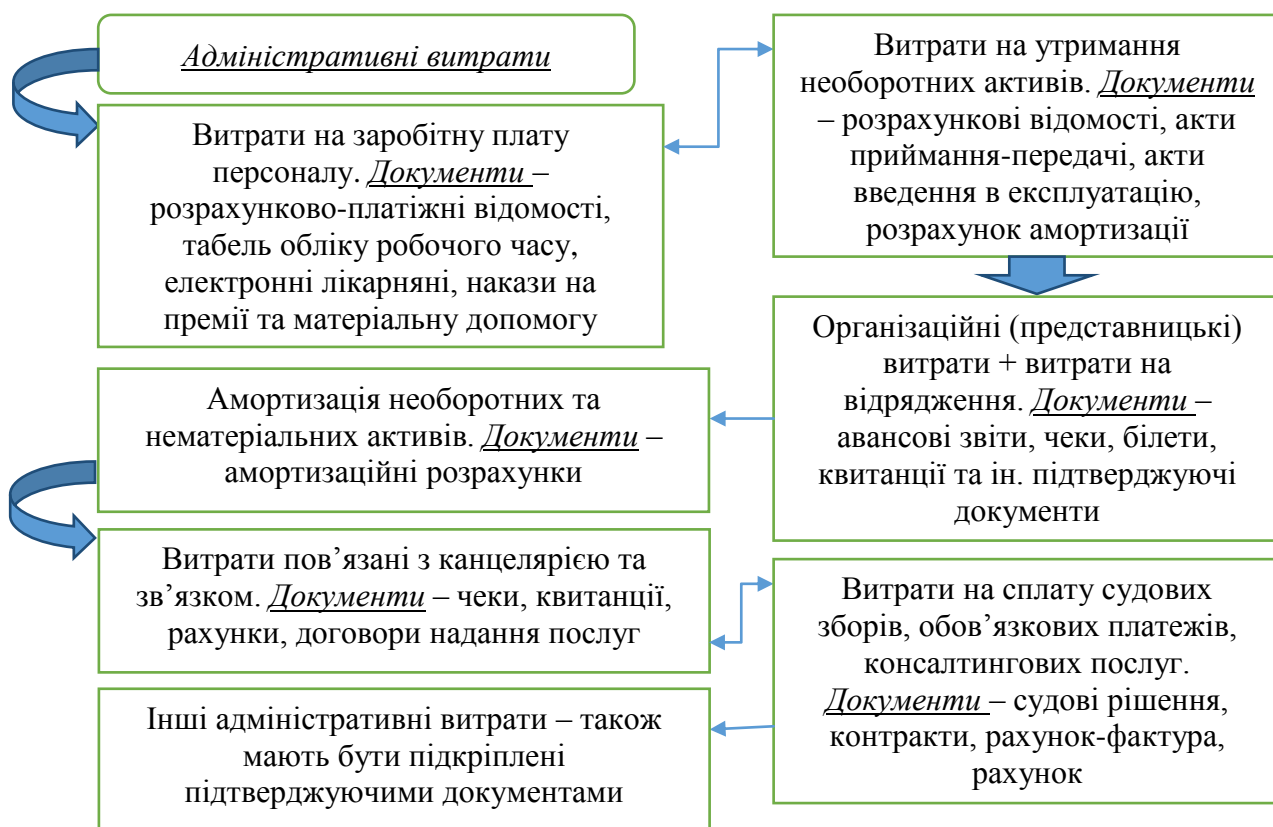 Адміністративні витрати
Витрати на заробітну плату
персоналу. Документи –
розрахунково-платіжні відомості,
табель обліку робочого часу,
електронні лікарняні, накази на
премії та матеріальну допомогу
Витрати на утримання
необоротних активів. Документи
– розрахункові відомості, акти
приймання-передачі, акти
введення в експлуатацію,
розрахунок амортизації
Організаційні (представницькі)
витрати + витрати на
відрядження. Документи –
авансові звіти, чеки, білети,
квитанції та ін. підтверджуючі
документи
Амортизація необоротних та
нематеріальних активів. Документи –
амортизаційні розрахунки
Витрати пов’язані з канцелярією та
зв’язком. Документи – чеки, квитанції,
рахунки, договори надання послуг
Витрати на сплату судових
зборів, обов’язкових платежів,
консалтингових послуг.
Документи – судові рішення,
контракти, рахунок-фактура,
рахунок
Інші адміністративні витрати – також
мають бути підкріплені
підтверджуючими документами